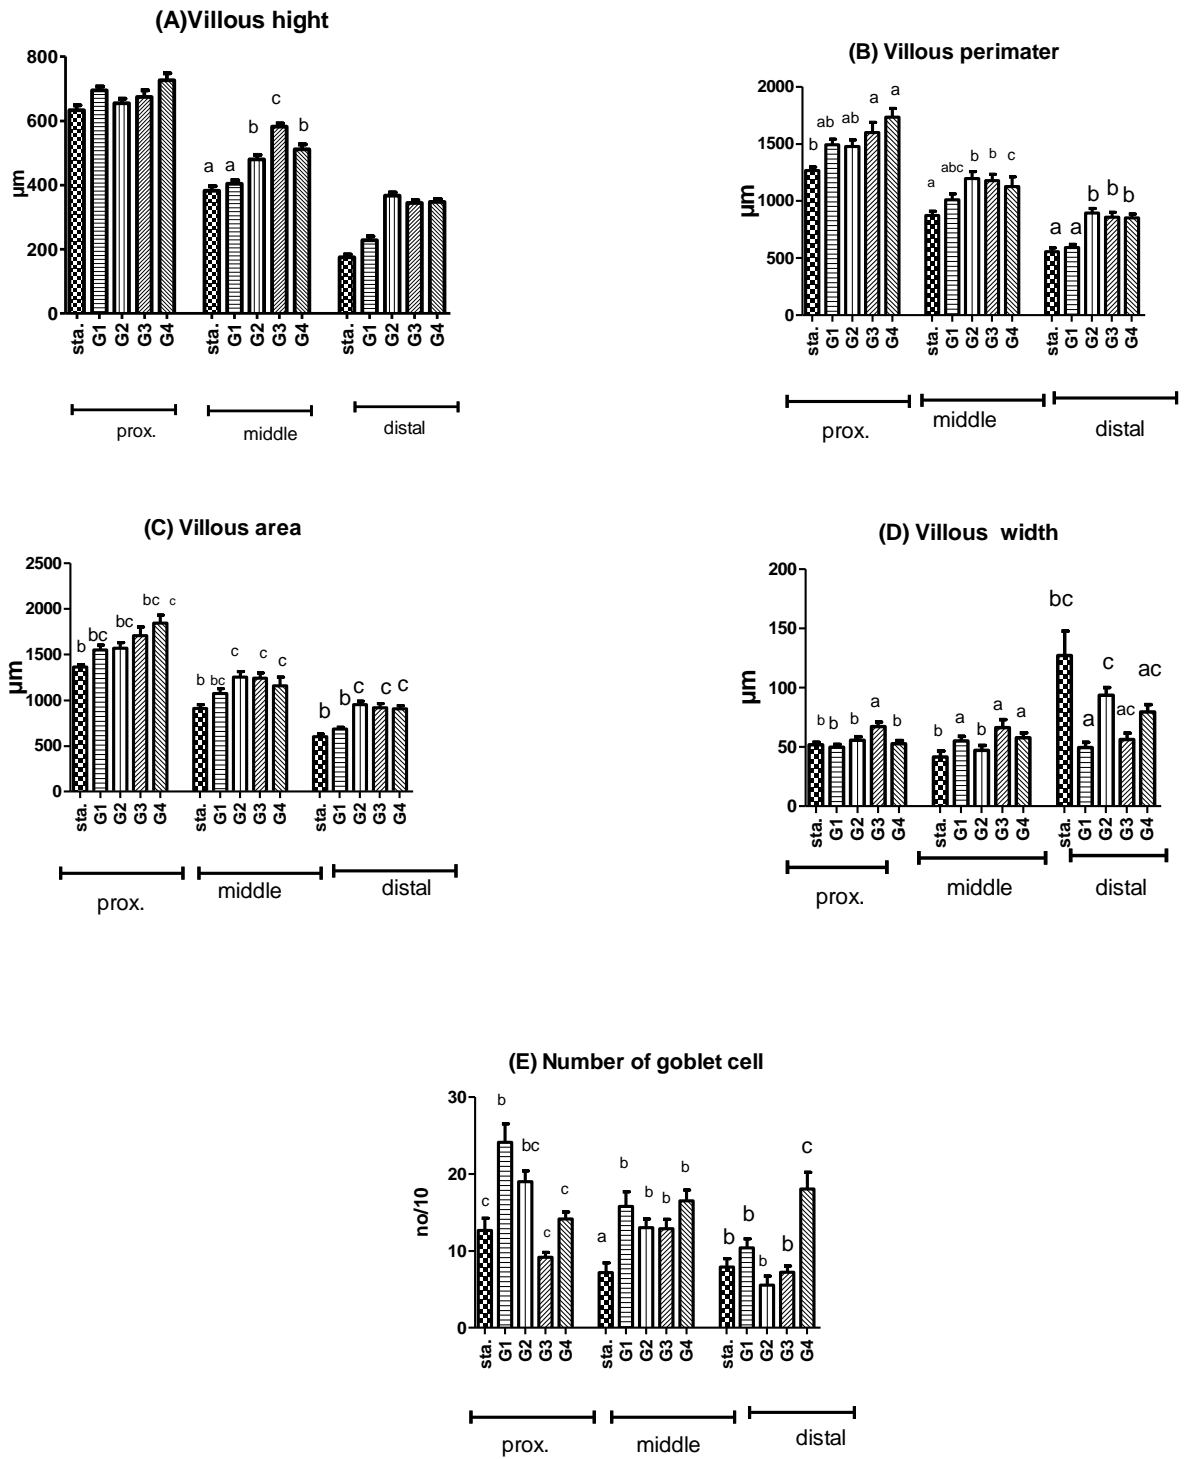 (A)Villous hight
800
600
400
200
0
µm
a a b c b
sta. G1 G2 G3 G4 sta. G1 G2 G3 G4 sta. G1 G2 G3 G4
prox. middle distal
(B) Villous perimater
2000
1500
1000
500
0
µm
b ab ab a a a abc b b c a a b b b
sta. G1 G2 G3 G4 sta. G1 G2 G3 G4 sta. G1 G2 G3 G4
prox. middle distal
(C) Villous area
2500
2000
1500
1000
500
0
µm
b bc bc bc c b bc c c c b b c c c
sta. G1 G2 G3 G4 sta. G1 G2 G3 G4 sta. G1 G2 G3 G4
prox. middle distal
(D) Villous width
200
150
100
50
0
µm
b b b a b b a b a a bc a c ac ac
sta. G1 G2 G3 G4 sta. G1 G2 G3 G4 sta. G1 G2 G3 G4
prox. middle distal
(E) Number of goblet cell
30
20
10
0
no/10
c b bc c c a b b b b b b b b c
sta. G1 G2 G3 G4 sta. G1 G2 G3 G4 sta. G1 G2 G3 G4
prox. middle distal